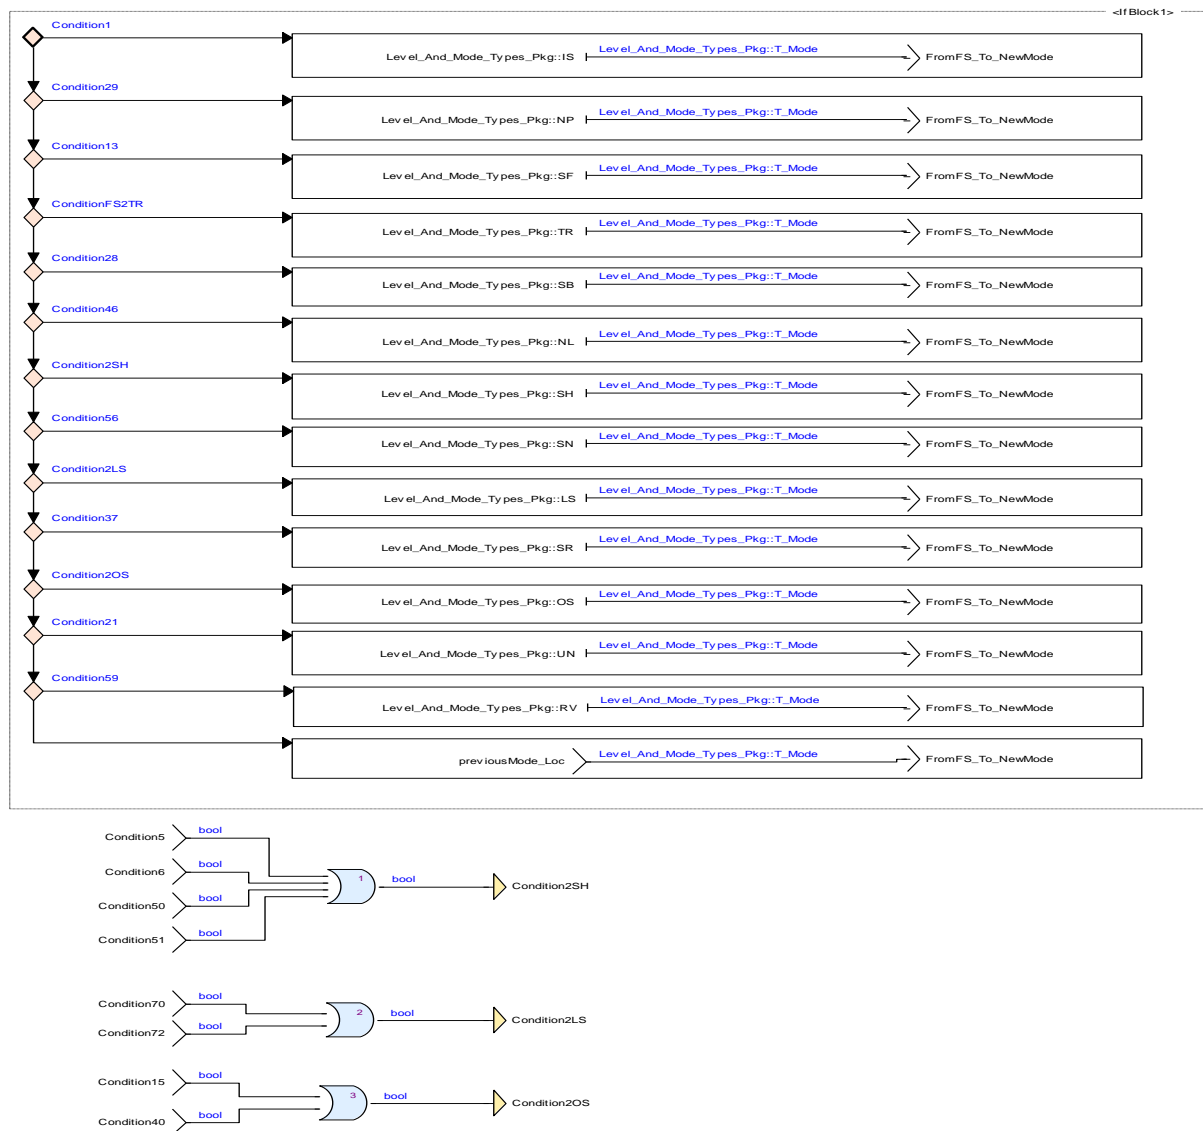 <IfBlock1>
Condition1
Level_And_Mode_Types_Pkg::IS Level_And_Mode_Types_Pkg::T_Mode FromFS_To_NewMode
Condition29
Level_And_Mode_Types_Pkg::NP Level_And_Mode_Types_Pkg::T_Mode FromFS_To_NewMode
Condition13
Level_And_Mode_Types_Pkg::SF Level_And_Mode_Types_Pkg::T_Mode FromFS_To_NewMode
ConditionFS2TR
Level_And_Mode_Types_Pkg::TR Level_And_Mode_Types_Pkg::T_Mode FromFS_To_NewMode
Condition28
Level_And_Mode_Types_Pkg::SB Level_And_Mode_Types_Pkg::T_Mode FromFS_To_NewMode
Condition46
Level_And_Mode_Types_Pkg::NL Level_And_Mode_Types_Pkg::T_Mode FromFS_To_NewMode
Condition2SH
Level_And_Mode_Types_Pkg::SH Level_And_Mode_Types_Pkg::T_Mode FromFS_To_NewMode
Condition56
Level_And_Mode_Types_Pkg::SN Level_And_Mode_Types_Pkg::T_Mode FromFS_To_NewMode
Condition2LS
Level_And_Mode_Types_Pkg::LS Level_And_Mode_Types_Pkg::T_Mode FromFS_To_NewMode
Condition37
Level_And_Mode_Types_Pkg::SR Level_And_Mode_Types_Pkg::T_Mode FromFS_To_NewMode
Condition2OS
Level_And_Mode_Types_Pkg::OS Level_And_Mode_Types_Pkg::T_Mode FromFS_To_NewMode
Condition21
Level_And_Mode_Types_Pkg::UN Level_And_Mode_Types_Pkg::T_Mode FromFS_To_NewMode
Condition59
Level_And_Mode_Types_Pkg::RV Level_And_Mode_Types_Pkg::T_Mode FromFS_To_NewMode
previousMode_Loc Level_And_Mode_Types_Pkg::T_Mode FromFS_To_NewMode
Condition5 bool
Condition6 bool
1 bool Condition2SH
Condition50 bool
Condition51 bool
Condition70 bool
2 bool Condition2LS
Condition72 bool
Condition15 bool
3 bool Condition2OS
Condition40 bool